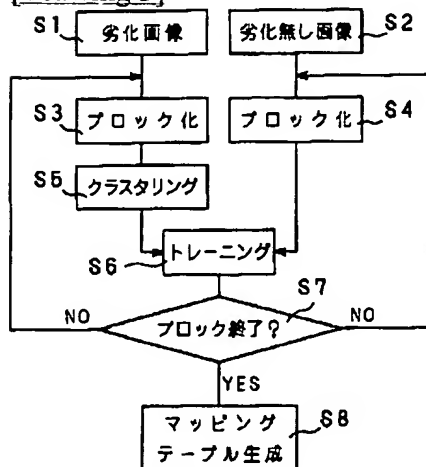 S1
劣化画像
劣化無し画像
S2
S3
ブロック化
ブロック化
S4
S5
クラスタリング
S6
トレーニング
S7
NO
ブロック終了?
NO
YES
マッピング
テーブル生成
S8